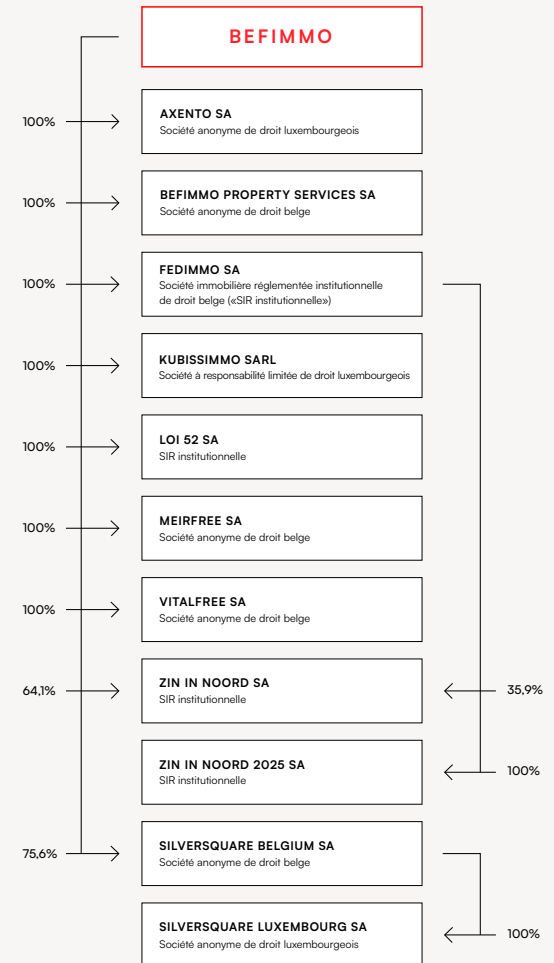 BEFIMMO
100%
AXENTO SA
Société anonyme de droit luxembourgeois
100%
BEFIMMO PROPERTY SERVICES SA
Société anonyme de droit belge
100%
FEDIMMO SA
Société immobilière réglementée institutionnelle
de droit belge («SIR institutionnelle»)
100%
KUBISSIMMO SARL
Société à responsabilité limitée de droit luxembourgeois
100%
LOI 52 SA
SIR institutionnelle
100%
MEIRFREE SA
Société anonyme de droit belge
100%
VITALFREE SA
Société anonyme de droit belge
64,1%
ZIN IN NOORD SA
SIR institutionnelle
35,9%
ZIN IN NOORD 2025 SA
SIR institutionnelle
100%
75,6%
SILVERSQUARE BELGIUM SA
Société anonyme de droit belge
SILVERSQUARE LUXEMBOURG SA
Société anonyme de droit luxembourgeois
100%